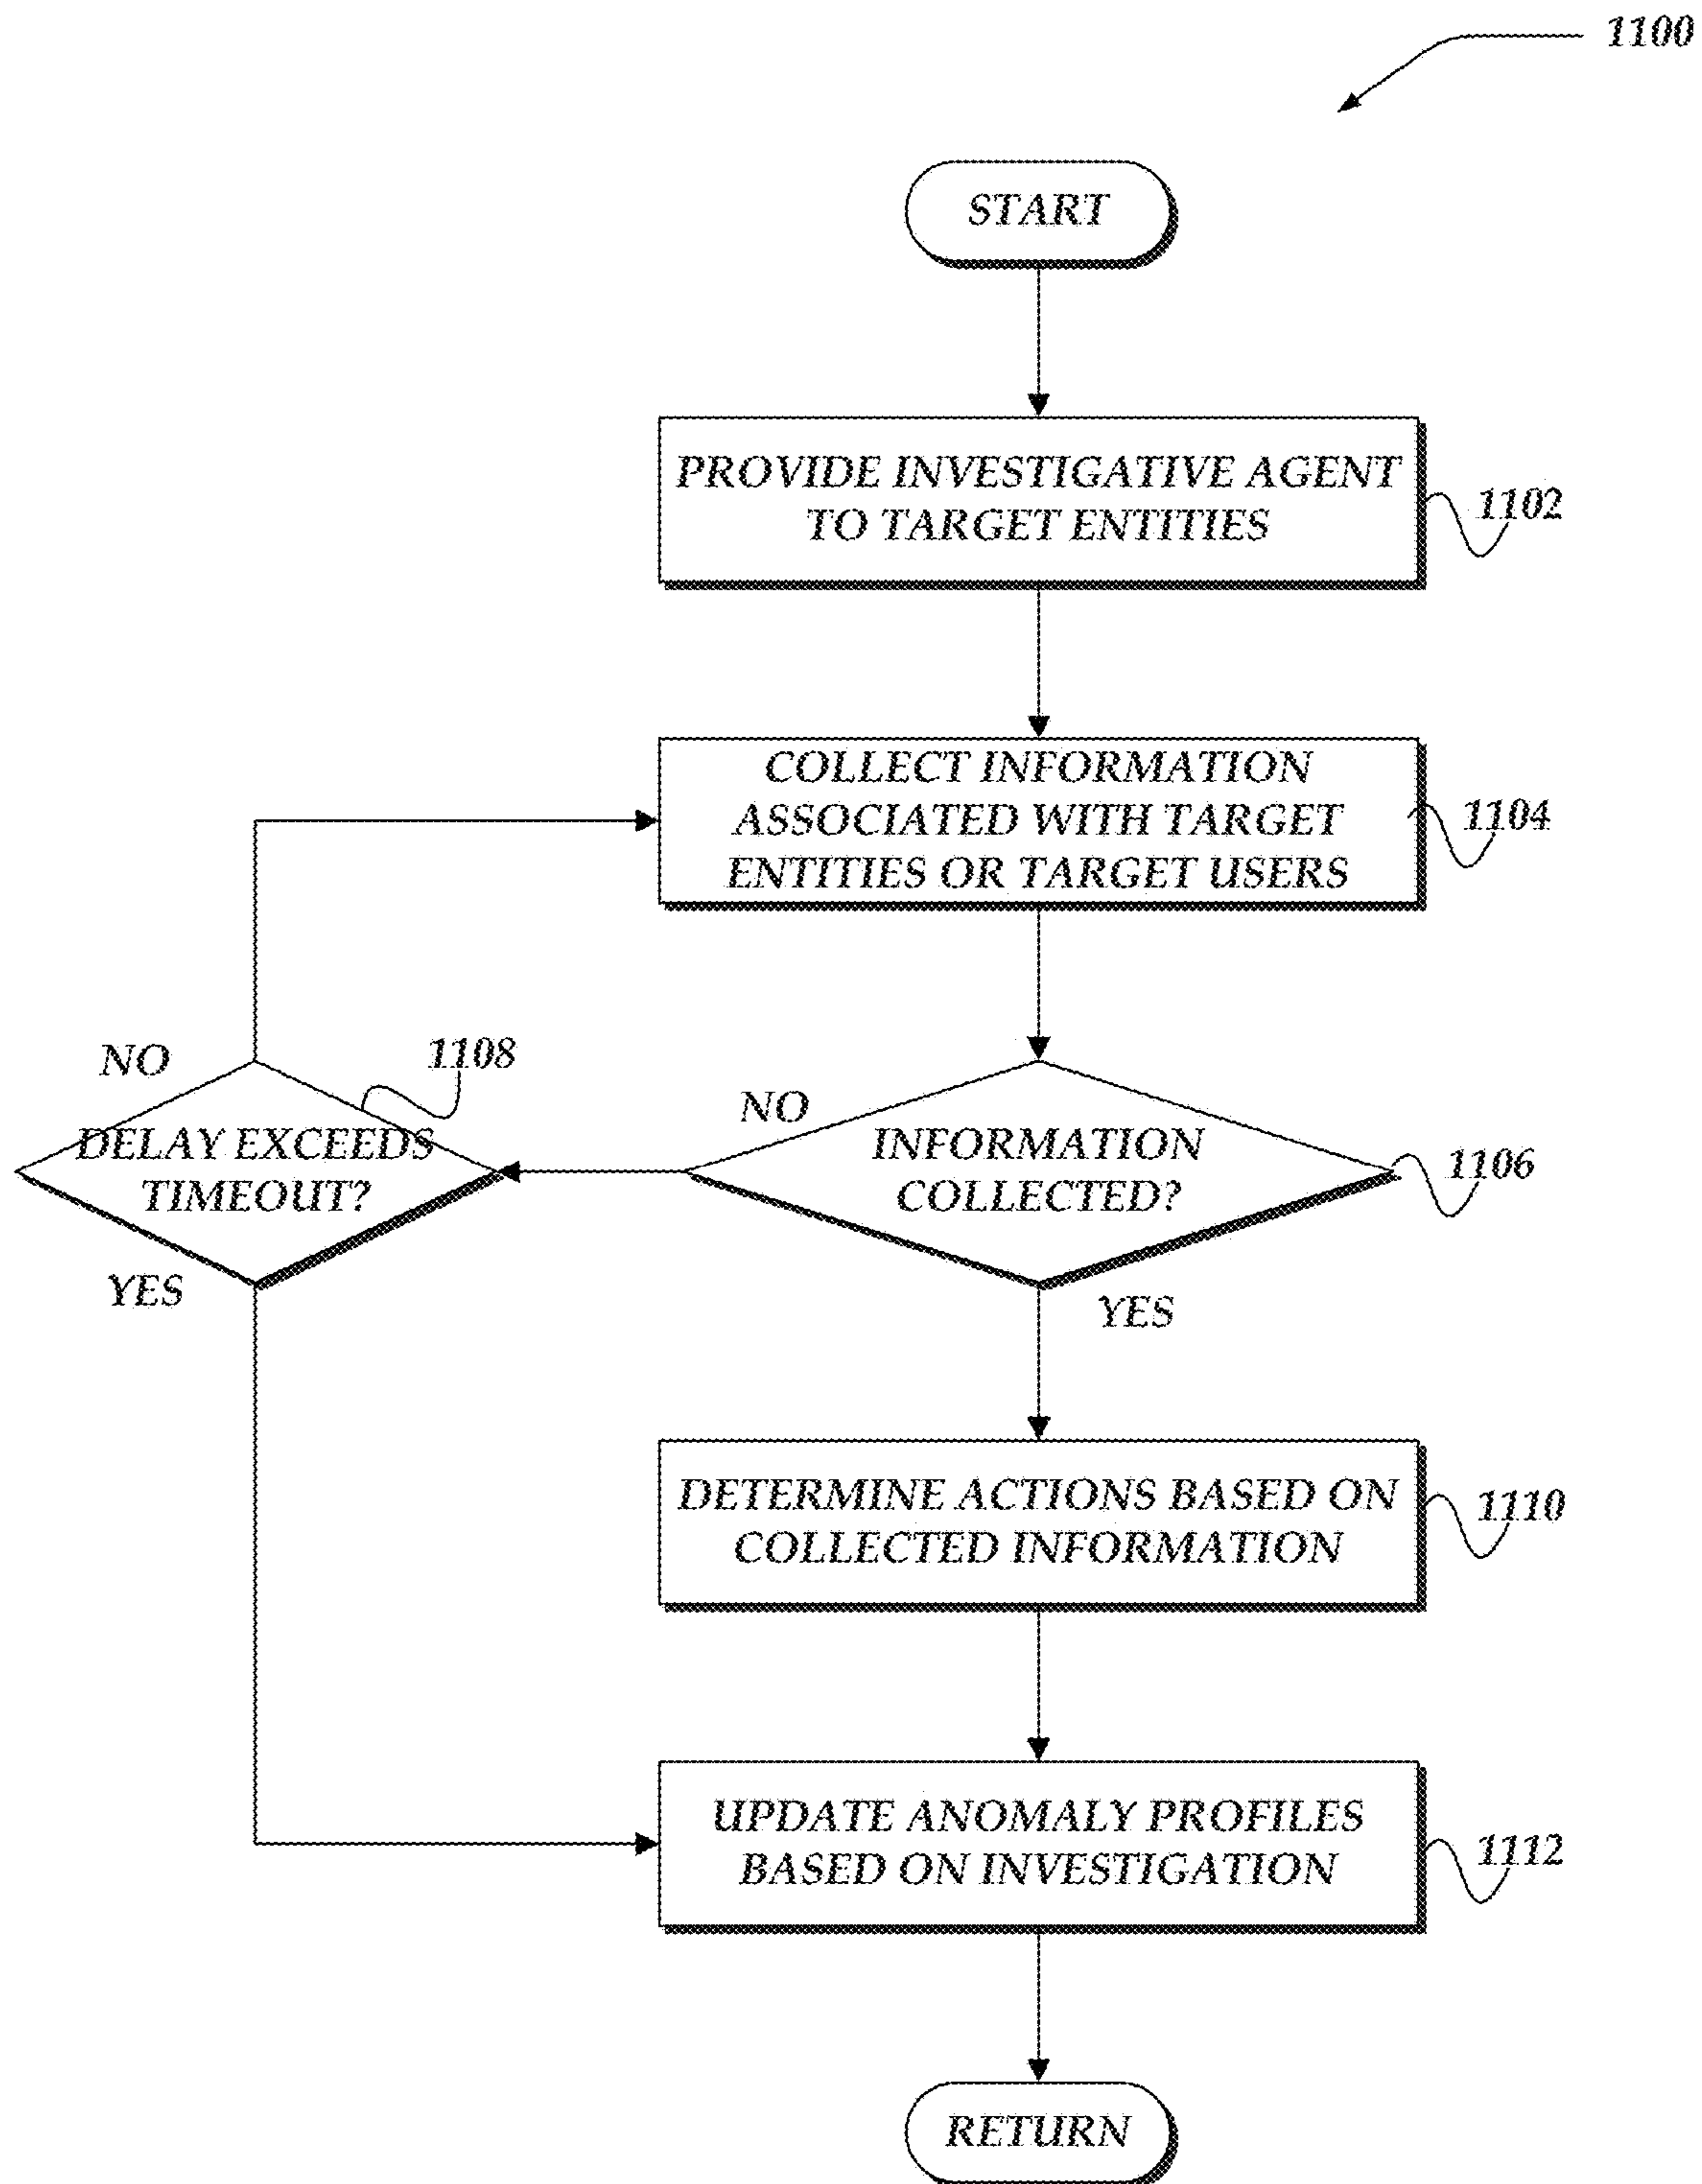 1100
START
PROVIDE INVESTIGATIVE AGENT
TO TARGET ENTITIES
1102
COLLECT INFORMATION
ASSOCIATED WITH TARGET
ENTITIES OR TARGET USERS
1104
NO
1108
DELAY EXCEEDS
TIMEOUT?
YES
NO
INFORMATION
COLLECTED?
1106
YES
DETERMINE ACTIONS BASED ON
COLLECTED INFORMATION
1110
UPDATE ANOMALY PROFILES
BASED ON INVESTIGATION
1112
RETURN